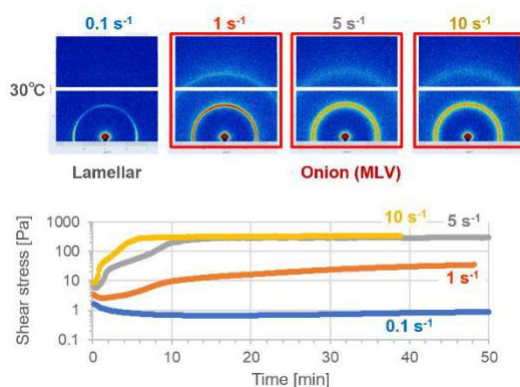 0.1 s⁻¹ 1 s⁻¹ 5 s⁻¹ 10 s⁻¹
30℃
Lamellar Onion (MLV)
10 s⁻¹
5 s⁻¹
1 s⁻¹
0.1 s⁻¹
Shear stress [Pa]
1000
100
10
1
0.1
0 10 20 30 40 50
Time [min]